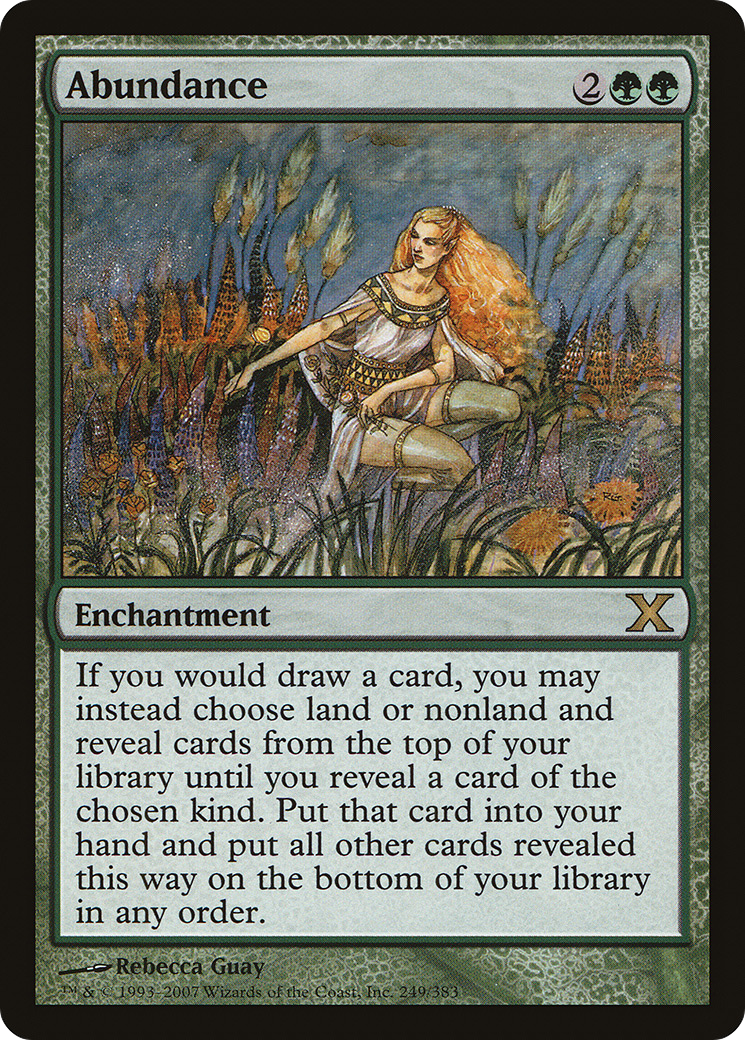 Abundance 2
RG
Enchantment X
If you would draw a card, you may
instead choose land or nonland and
reveal cards from the top of your
library until you reveal a card of the
chosen kind. Put that card into your
hand and put all other cards revealed
this way on the bottom of your library
in any order.
Rebecca Guay
™ & © 1993–2007 Wizards of the Coast, Inc. 249/383